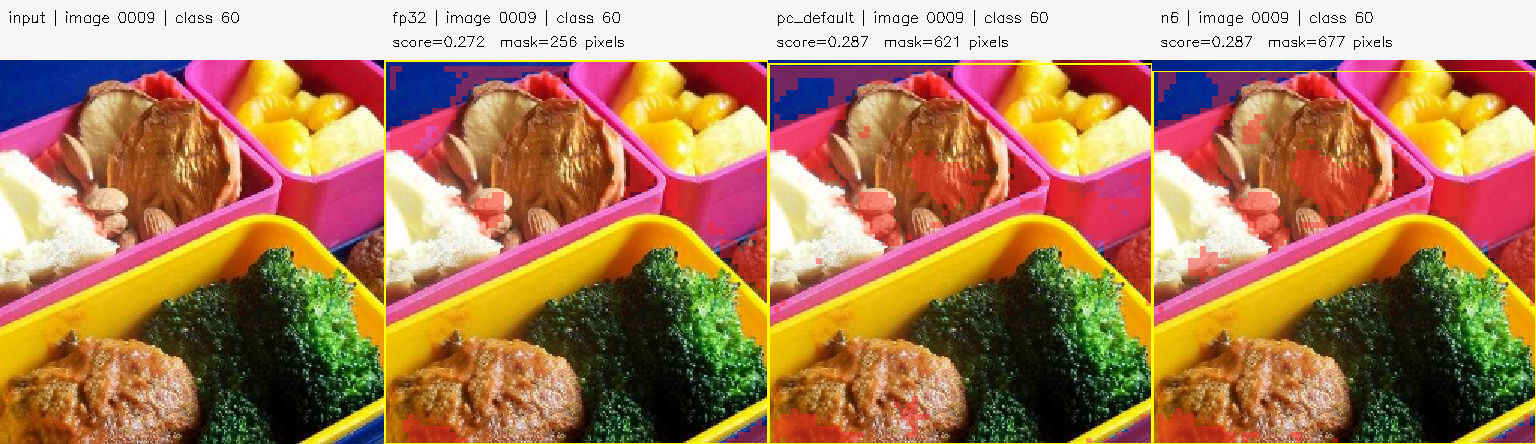 input | image 0009 | class 60
fp32 | image 0009 | class 60
score=0.272 mask=256 pixels
pc_default | image 0009 | class 60
score=0.287 mask=621 pixels
n6 | image 0009 | class 60
score=0.287 mask=677 pixels